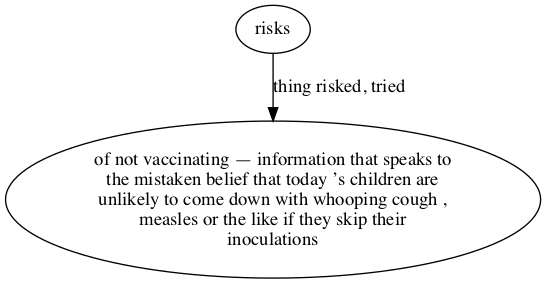 risks
thing risked, tried
of not vaccinating — information that speaks to
the mistaken belief that today 's children are
unlikely to come down with whooping cough ,
measles or the like if they skip their
inoculations